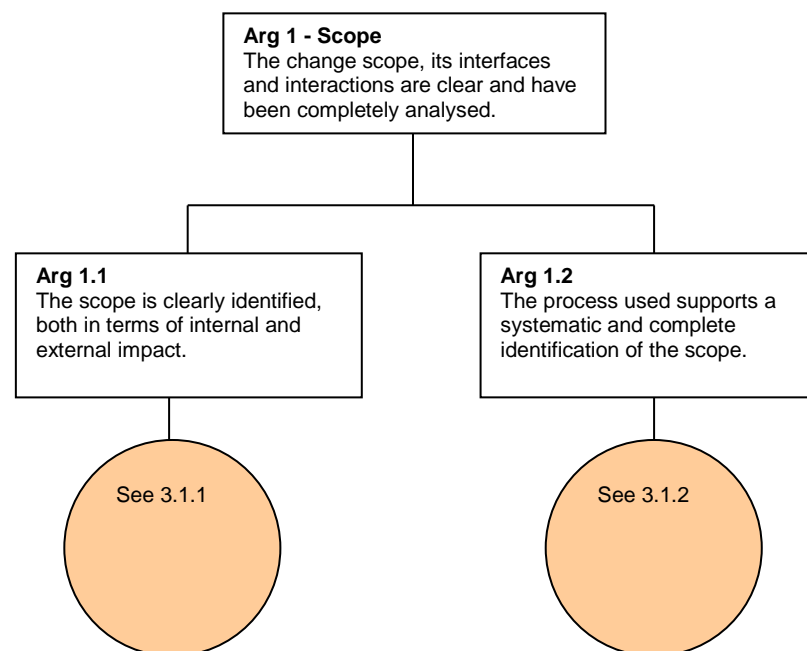 Arg 1 - Scope
The change scope, its interfaces
and interactions are clear and have
been completely analysed.
Arg 1.1
The scope is clearly identified,
both in terms of internal and
external impact.
Arg 1.2
The process used supports a
systematic and complete
identification of the scope.
See 3.1.1
See 3.1.2